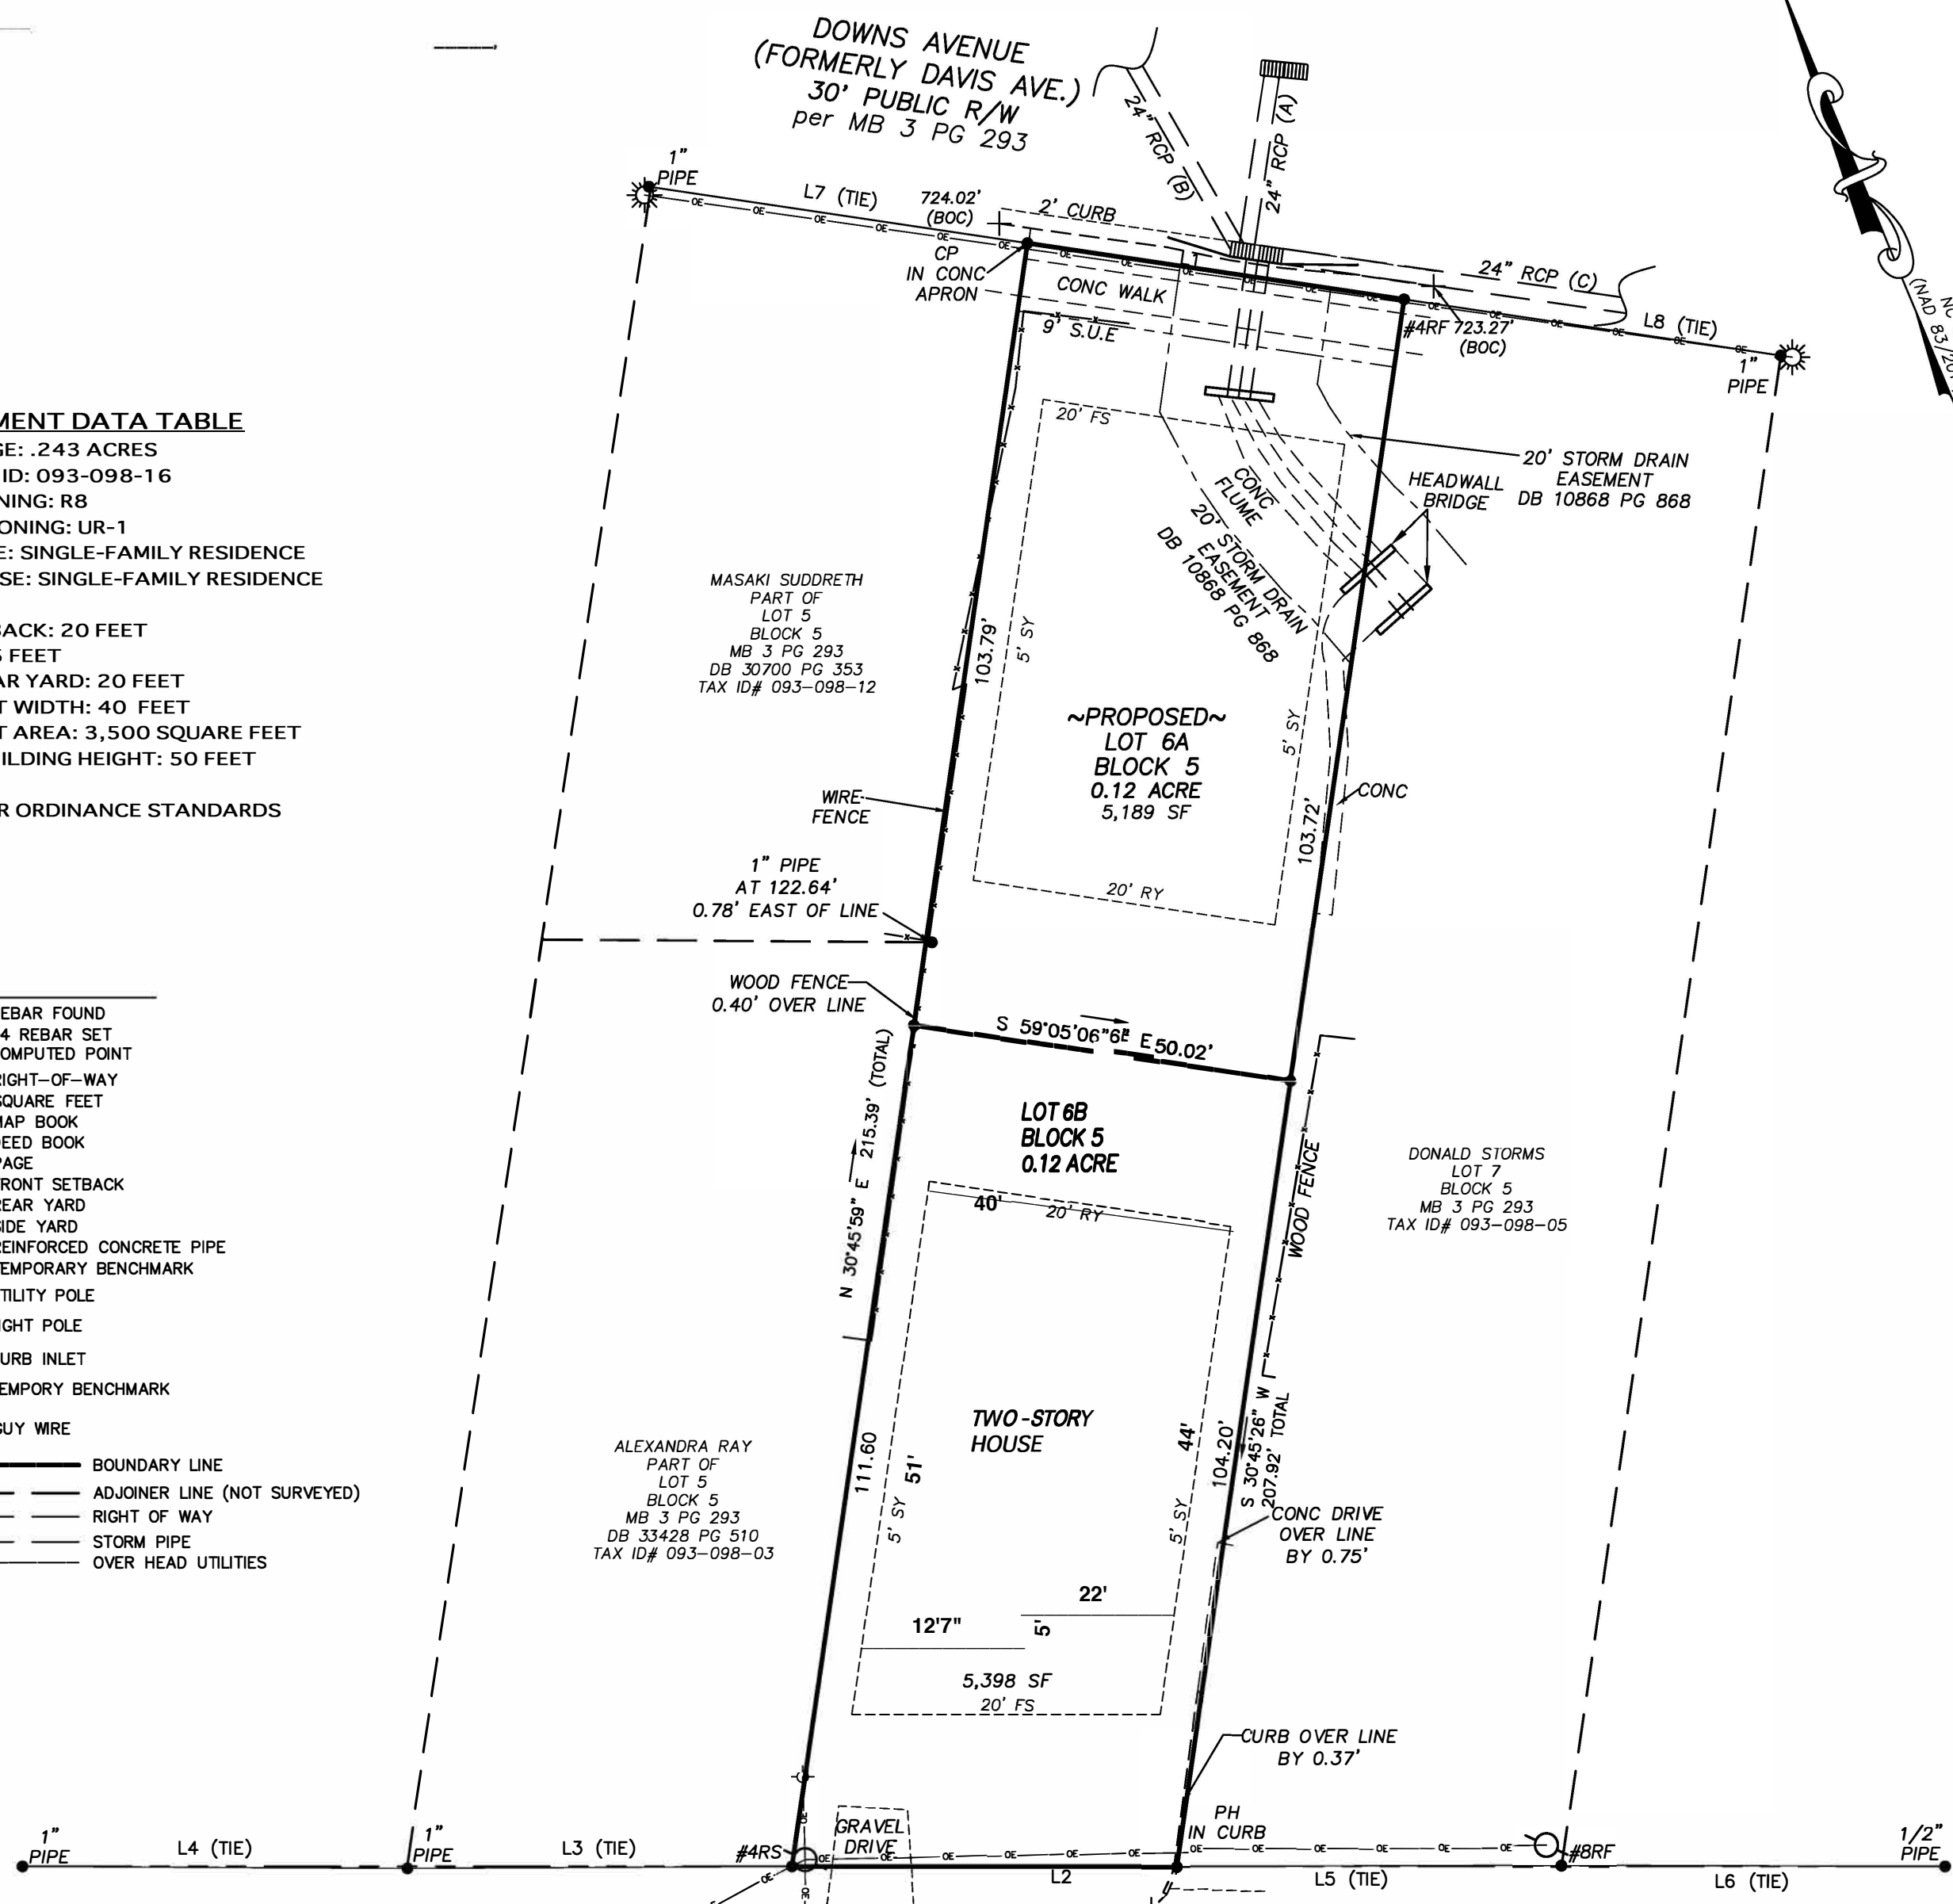 DOWNS AVENUE
(FORMERLY DAVIS AVE.)
30' PUBLIC R/W
per MB 3 PG 293
24" RCP (B)
24" RCP (A)
1"
PIPE
L7 (TIE)
724.02'
(BOC)
2' CURB
CP
IN CONC
APRON
CONC WALK
9' S.U.E
24" RCP (C)
#4RF
723.27'
(BOC)
L8 (TIE)
1"
PIPE
(NAD 83/
MENT DATA TABLE
GE: .243 ACRES
ID: 093-098-16
NING: R8
ONING: UR-1
E: SINGLE-FAMILY RESIDENCE
SE: SINGLE-FAMILY RESIDENCE
BACK: 20 FEET
5 FEET
AR YARD: 20 FEET
T WIDTH: 40 FEET
T AREA: 3,500 SQUARE FEET
ILDING HEIGHT: 50 FEET
R ORDINANCE STANDARDS
20' FS
CONC
FLUME
20' STORM DRAIN
EASEMENT
DB 10868 PG 868
HEADWALL
BRIDGE
20' STORM DRAIN
EASEMENT
DB 10868 PG 868
MASAKI SUDDRETH
PART OF
LOT 5
BLOCK 5
MB 3 PG 293
DB 30700 PG 353
TAX ID# 093-098-12
103.79'
5' SY
~PROPOSED~
LOT 6A
BLOCK 5
0.12 ACRE
5,189 SF
5' SY
103.72'
CONC
WIRE
FENCE
20' RY
1" PIPE
AT 122.64'
0.78' EAST OF LINE
WOOD FENCE
0.40' OVER LINE
S 59°05'06"E
E 50.02'
N 30°45'59" E 215.39' (TOTAL)
LOT 6B
BLOCK 5
0.12 ACRE
WOOD FENCE
DONALD STORMS
LOT 7
BLOCK 5
MB 3 PG 293
TAX ID# 093-098-05
40'
20' RY
EBAR FOUND
4 REBAR SET
OMPUTED POINT
RIGHT-OF-WAY
SQUARE FEET
MAP BOOK
DEED BOOK
PAGE
FRONT SETBACK
REAR YARD
SIDE YARD
REINFORCED CONCRETE PIPE
TEMPORARY BENCHMARK
TILITY POLE
IGHT POLE
URB INLET
EMPORY BENCHMARK
GUY WIRE
BOUNDARY LINE
ADJOINER LINE (NOT SURVEYED)
RIGHT OF WAY
STORM PIPE
OVER HEAD UTILITIES
TWO-STORY
HOUSE
ALEXANDRA RAY
PART OF
LOT 5
BLOCK 5
MB 3 PG 293
DB 33428 PG 510
TAX ID# 093-098-03
111.60
5' SY
51'
44'
5' SY
104.20'
S 30°45'26" W
207.92' TOTAL
CONC DRIVE
OVER LINE
BY 0.75'
22'
12'7"
5'
5,398 SF
20' FS
CURB OVER LINE
BY 0.37'
1"
PIPE
L4 (TIE)
1"
PIPE
L3 (TIE)
#4RS
GRAVEL
DRIVE
L2
PH
IN CURB
L5 (TIE)
#8RF
L6 (TIE)
1/2"
PIPE